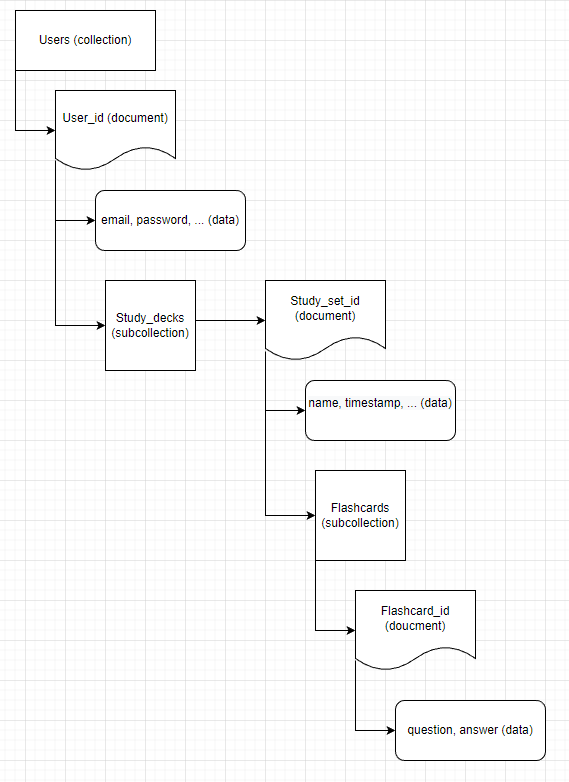 Users (collection)
User_id (document)
email, password, ... (data)
Study_decks
(subcollection)
Study_set_id
(document)
name, timestamp, ... (data)
Flashcards
(subcollection)
Flashcard_id
(doucment)
question, answer (data)